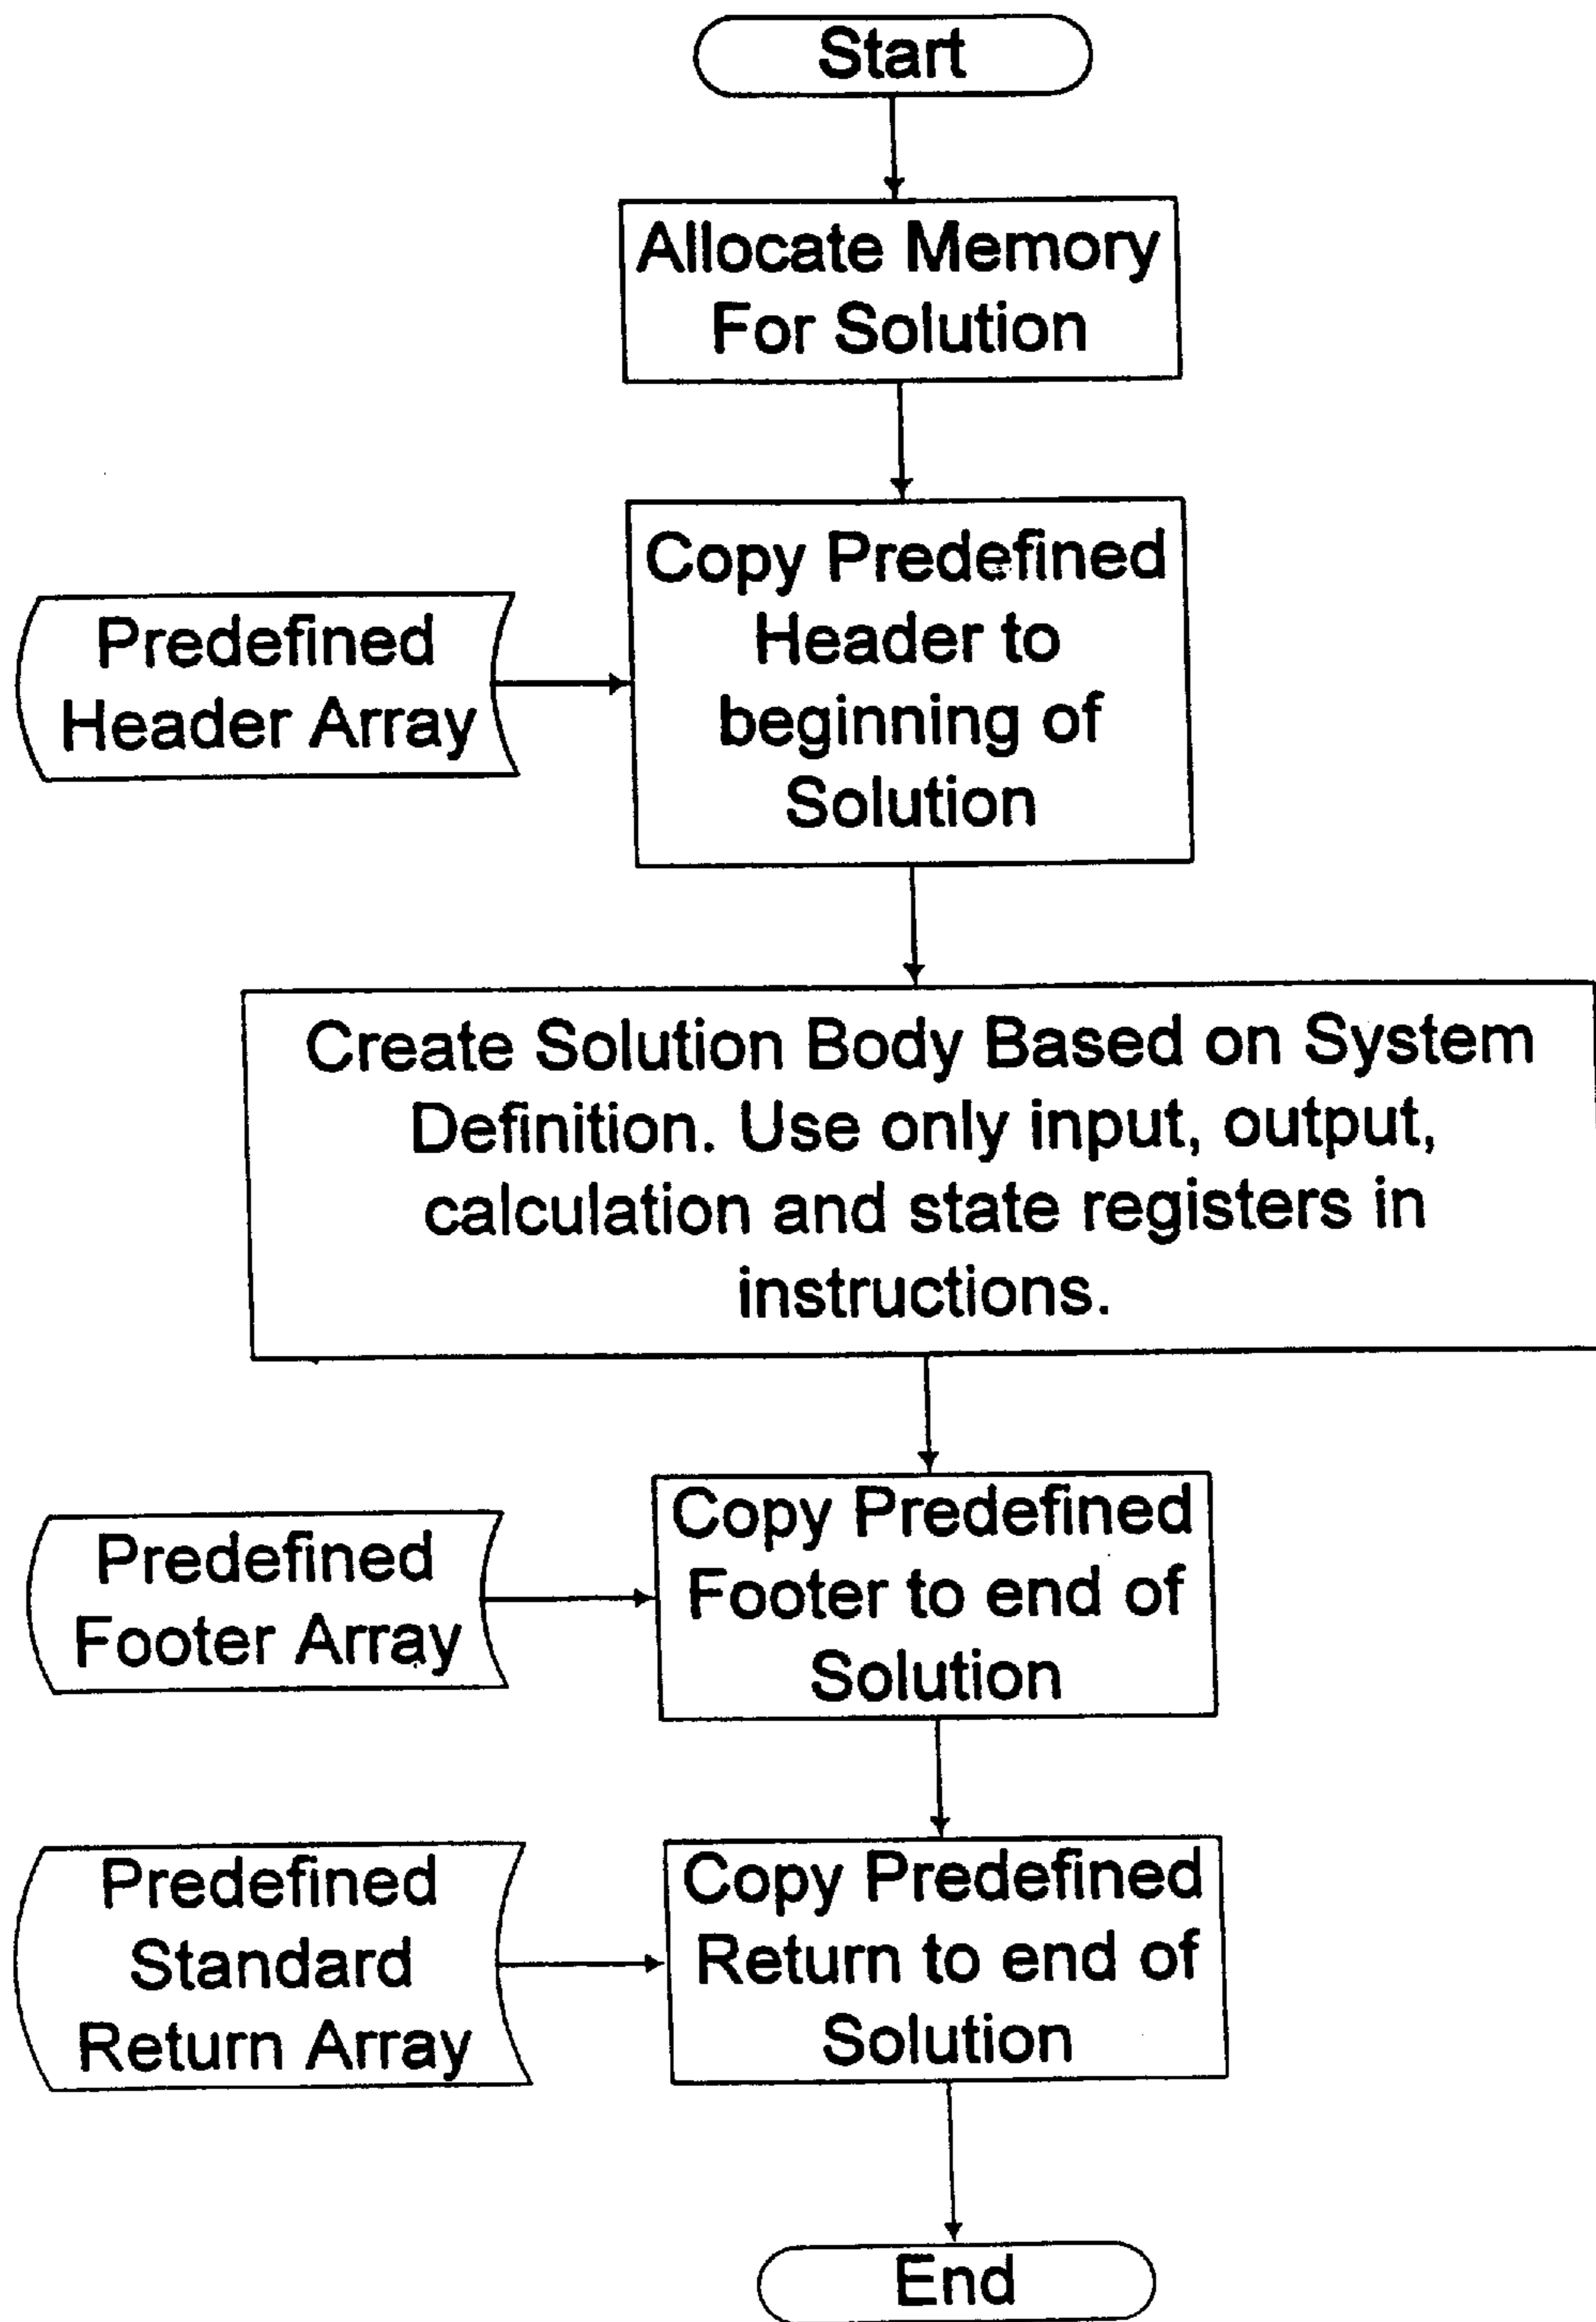 Start
Allocate Memory
For Solution
Copy Predefined
Header to
beginning of
Solution
Predefined
Header Array
Create Solution Body Based on System
Definition. Use only input, output,
calculation and state registers in
instructions.
Copy Predefined
Footer to end of
Solution
Predefined
Footer Array
Copy Predefined
Return to end of
Solution
Predefined
Standard
Return Array
End